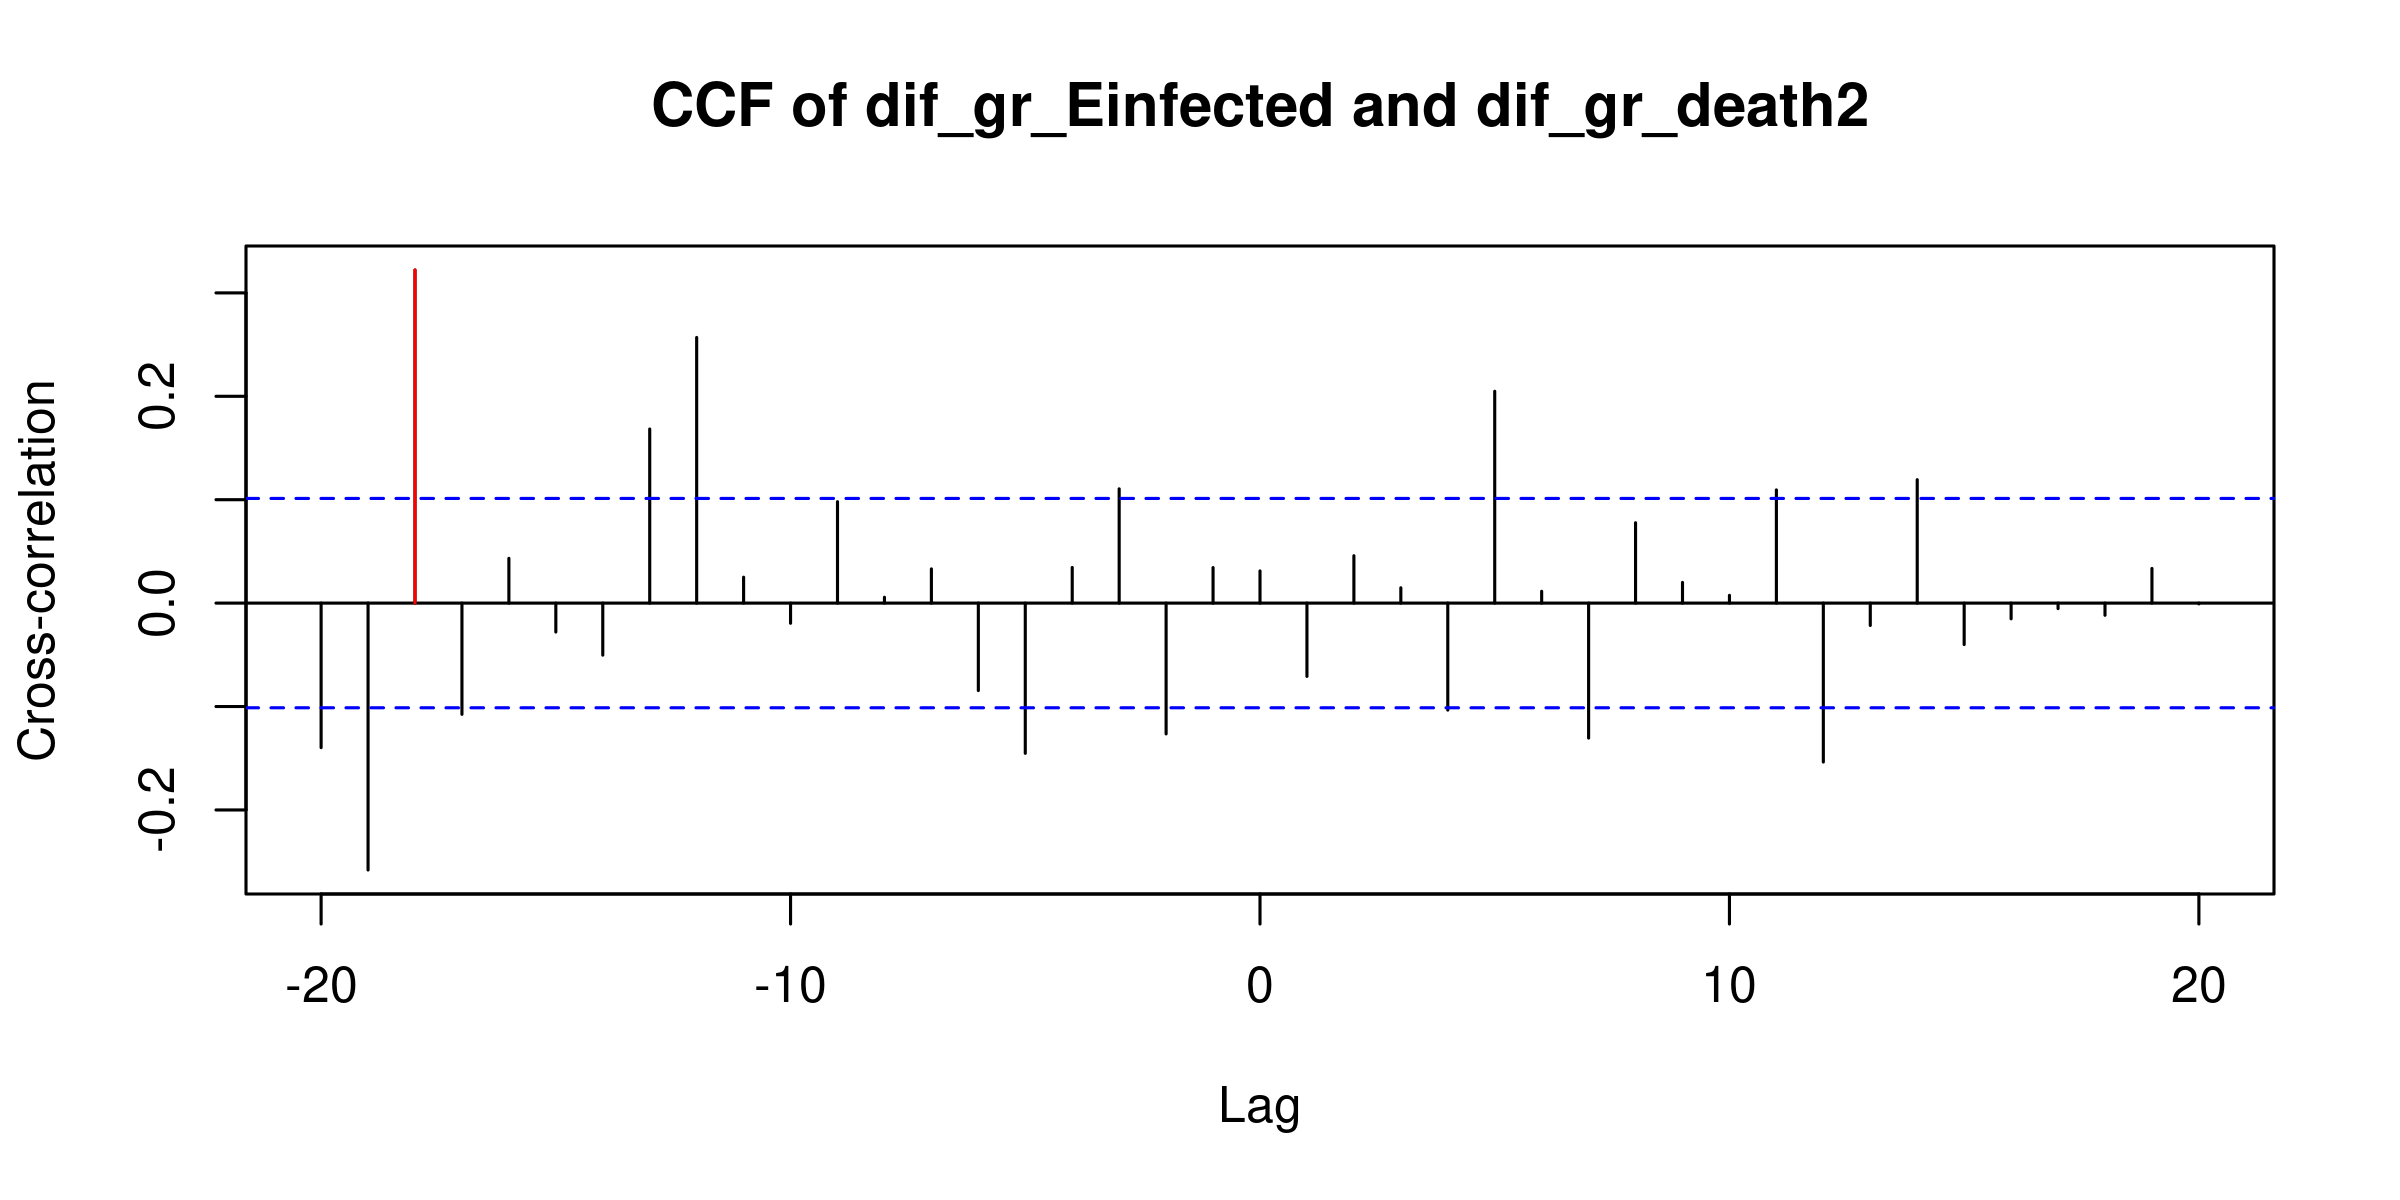 CCF of dif_gr_Einfected and dif_gr_death2
Cross-correlation
0.2
0.0
-0.2
-20 -10 0 10 20
Lag